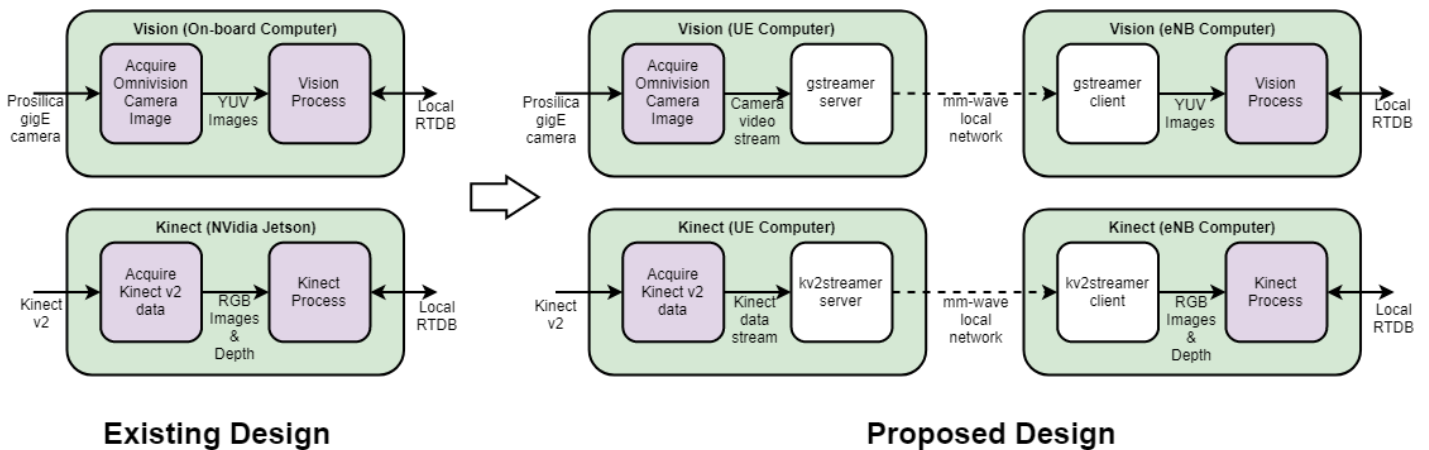 Vision (On-board Computer)
Prosilica
gigE
camera
Acquire
Omnivision
Camera
Image
YUV
Images
Vision
Process
Local
RTDB
Kinect (NVidia Jetson)
Kinect
v2
Acquire
Kinect v2
data
RGB
Images
&
Depth
Kinect
Process
Local
RTDB
Existing Design
Vision (UE Computer)
Prosilica
gigE
camera
Acquire
Omnivision
Camera
Image
Camera
video
stream
gstreamer
server
mm-wave
local
network
Vision (eNB Computer)
gstreamer
client
YUV
Images
Vision
Process
Local
RTDB
Kinect (UE Computer)
Kinect
v2
Acquire
Kinect v2
data
Kinect
data
stream
kv2streamer
server
mm-wave
local
network
Kinect (eNB Computer)
kv2streamer
client
RGB
Images
&
Depth
Kinect
Process
Local
RTDB
Proposed Design